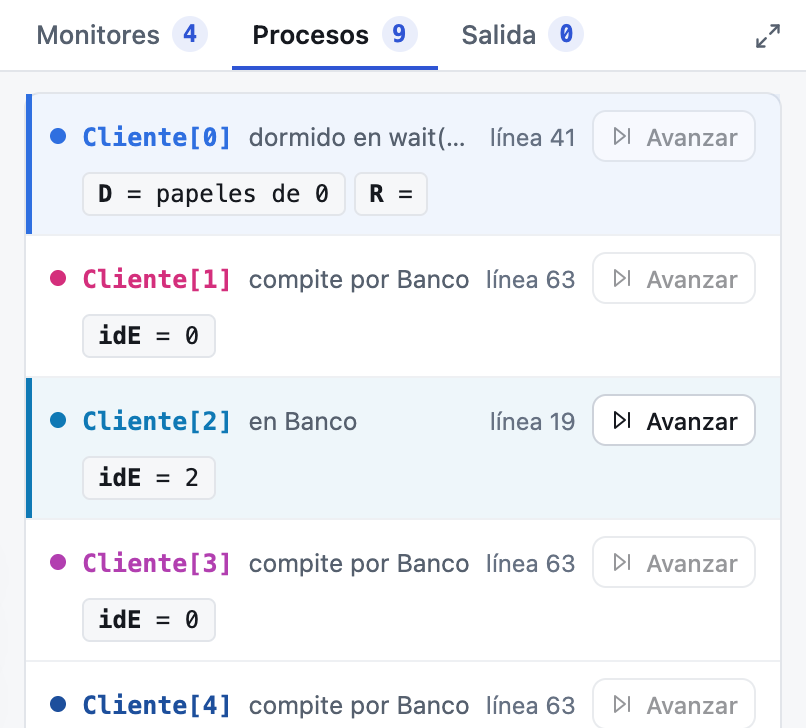 Monitores 4 Procesos 9 Salida 0
Cliente[0] dormido en wait(... línea 41 Avanzar
D = papeles de 0 R =
Cliente[1] compite por Banco línea 63 Avanzar
idE = 0
Cliente[2] en Banco línea 19 Avanzar
idE = 2
Cliente[3] compite por Banco línea 63 Avanzar
idE = 0
Cliente[4] compite por Banco línea 63 Avanzar